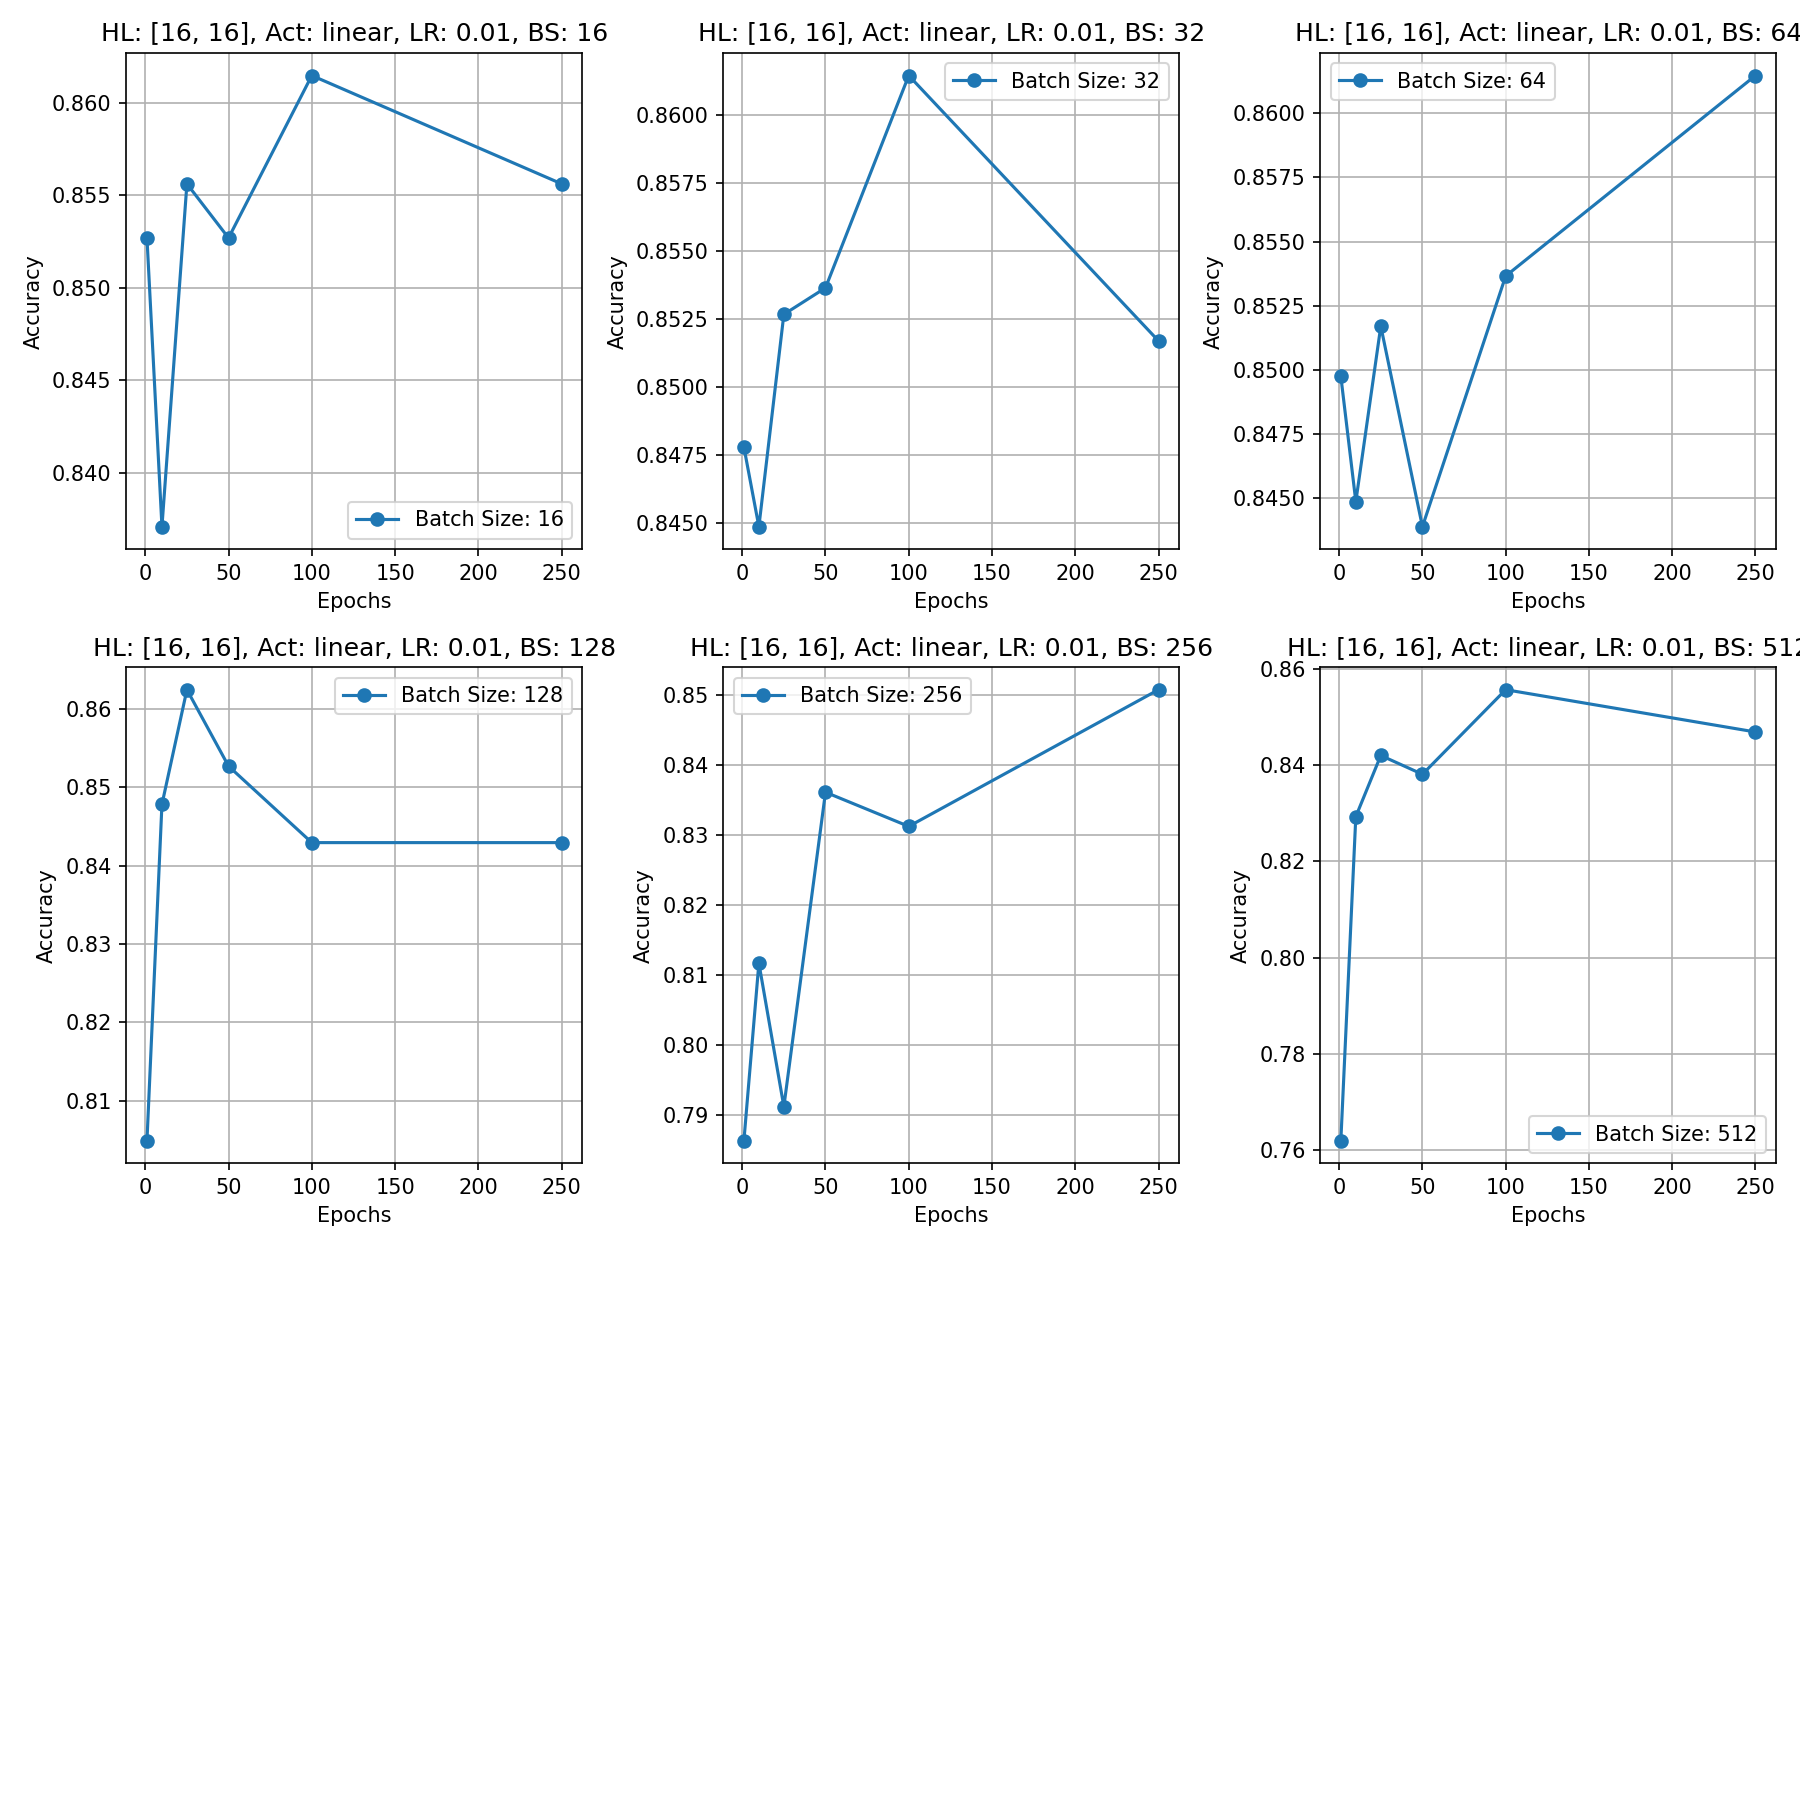 HL: [16, 16], Act: linear, LR: 0.01, BS: 16
0.860
0.855
0.850
0.845
0.840
Accuracy
Batch Size: 16
0 50 100 150 200 250
Epochs
HL: [16, 16], Act: linear, LR: 0.01, BS: 32
0.8600
0.8575
0.8550
0.8525
0.8500
0.8475
0.8450
Accuracy
Batch Size: 32
0 50 100 150 200 250
Epochs
HL: [16, 16], Act: linear, LR: 0.01, BS: 64
0.8600
0.8575
0.8550
0.8525
0.8500
0.8475
0.8450
Accuracy
Batch Size: 64
0 50 100 150 200 250
Epochs
HL: [16, 16], Act: linear, LR: 0.01, BS: 128
0.86
0.85
0.84
0.83
0.82
0.81
Accuracy
Batch Size: 128
0 50 100 150 200 250
Epochs
HL: [16, 16], Act: linear, LR: 0.01, BS: 256
0.85
0.84
0.83
0.82
0.81
0.80
0.79
Accuracy
Batch Size: 256
0 50 100 150 200 250
Epochs
HL: [16, 16], Act: linear, LR: 0.01, BS: 512
0.86
0.84
0.82
0.80
0.78
0.76
Accuracy
Batch Size: 512
0 50 100 150 200 250
Epochs